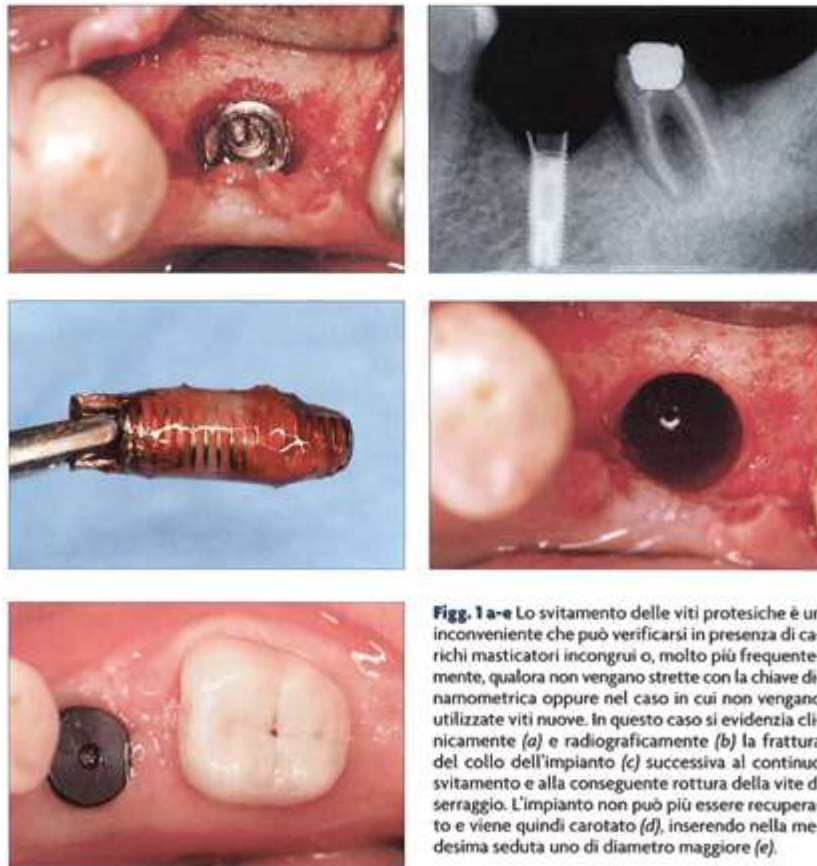 Figg. 1 a-e Lo svitamento delle viti protesiche è un
inconveniente che può verificarsi in presenza di ca
richi masticatori incongrui o, molto più frequente
mente, qualora non vengano strette con la chiave di
namometrica oppure nel caso in cui non vengano
utilizzate viti nuove. In questo caso si evidenzia cli
nicamente (a) e radiograficamente (b) la frattura
del collo dell'impianto (c) successiva al continuo
svitamento e alla conseguente rottura della vite d
serraggio. L'impianto non può più essere recupera
to e viene quindi carotato (d), inserendo nella me
desima seduta uno di diametro maggiore (e).